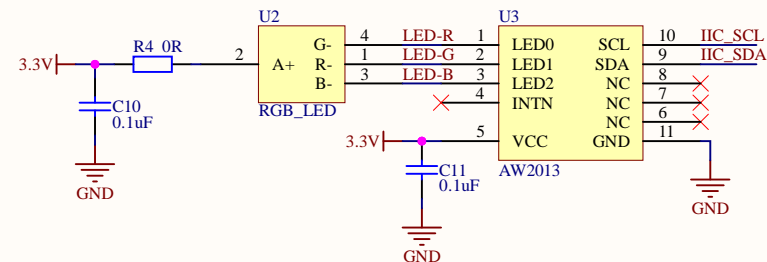 U2
U3
R4 0R
3.3V
2
A+
G-
R-
B-
4
1
3
LED-R
LED-G
LED-B
1
2
3
4
LED0
LED1
LED2
INTN
SCL
SDA
NC
NC
NC
GND
10
9
8
7
6
11
IIC_SCL
IIC_SDA
C10
0.1uF
RGB_LED
3.3V
5
VCC
AW2013
C11
0.1uF
GND
GND
GND